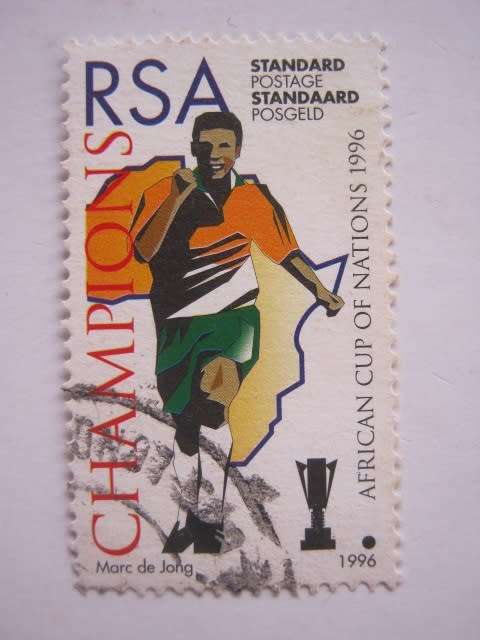 RSA
STANDARD
POSTAGE
STANDAARD
POSGELD
CHAMPIONS
AFRICAN CUP OF NATIONS 1996
Marc de Jong
1996